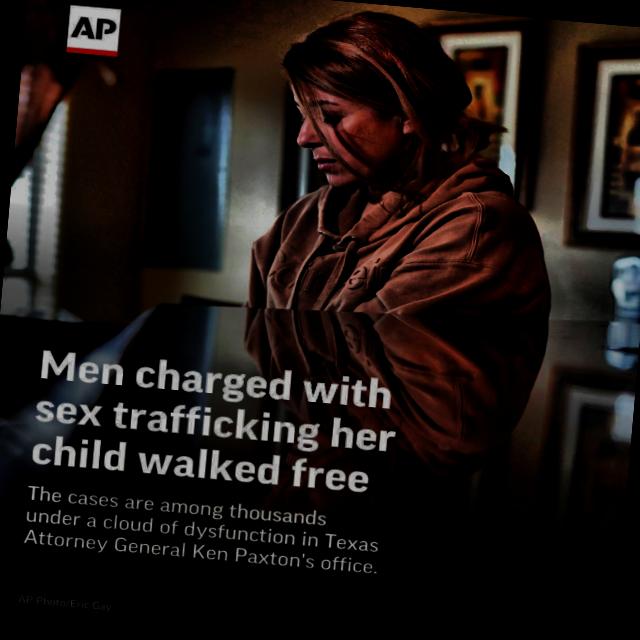 AP
Men charged with
sex trafficking her
child walked free
The cases are among thousands
under a cloud of dysfunction in Texas
Attorney General Ken Paxton's office.
AP Photo/Eric Gay